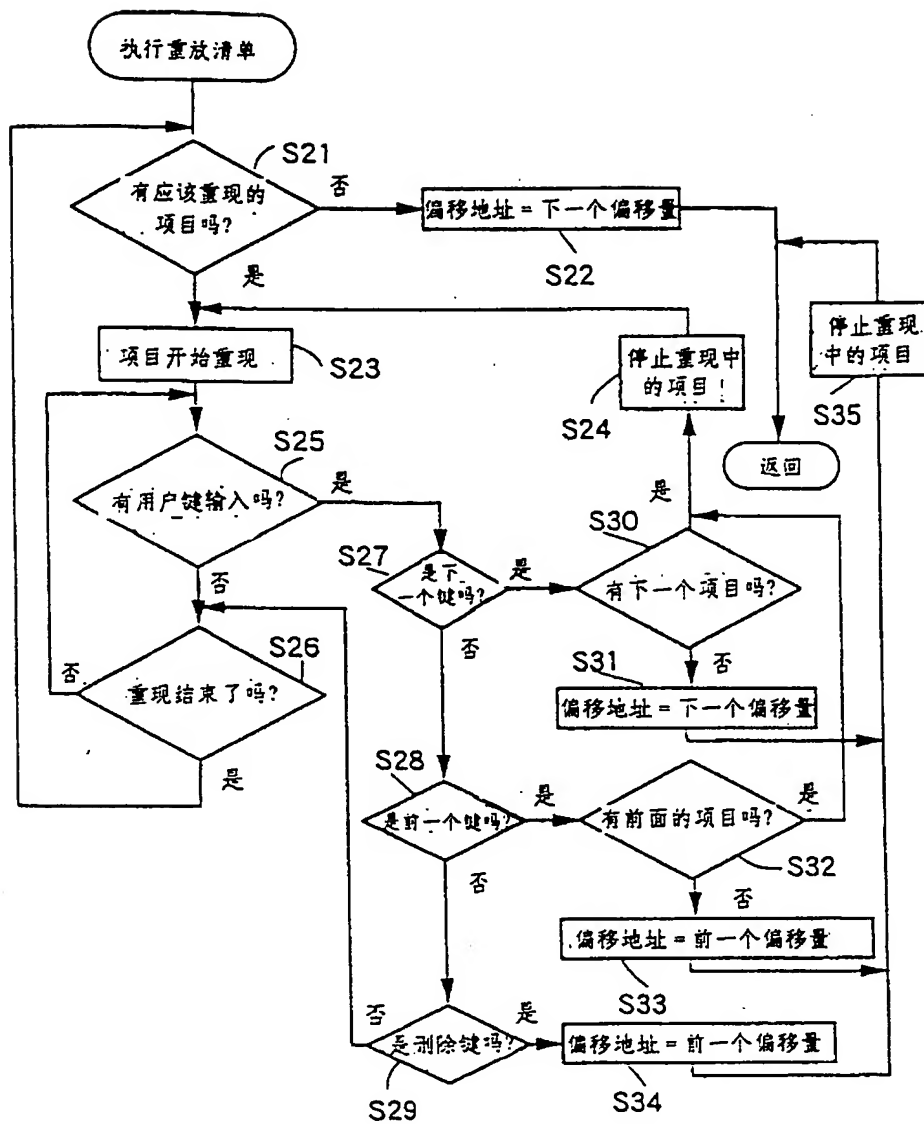 执行重放清单
S21
有应该重现的
项目吗?
否
偏移地址=下一个偏移量
S22
是
项目开始重现
S23
停止重现中
的项目!
S24
停止重现
中的项目
S35
返回
S25
有用户键输入吗?
是
否
S27
是下
一个键吗?
是
否
S30
有下一个项目吗?
是
否
S26
重现结束了吗?
否
是
S31
偏移地址=下一个偏移量
S28
是前一个键吗?
是
否
有前面的项目吗?
是
S32
否
偏移地址=前一个偏移量
S33
否
是删除键吗?
是
S29
偏移地址=前一个偏移量
S34